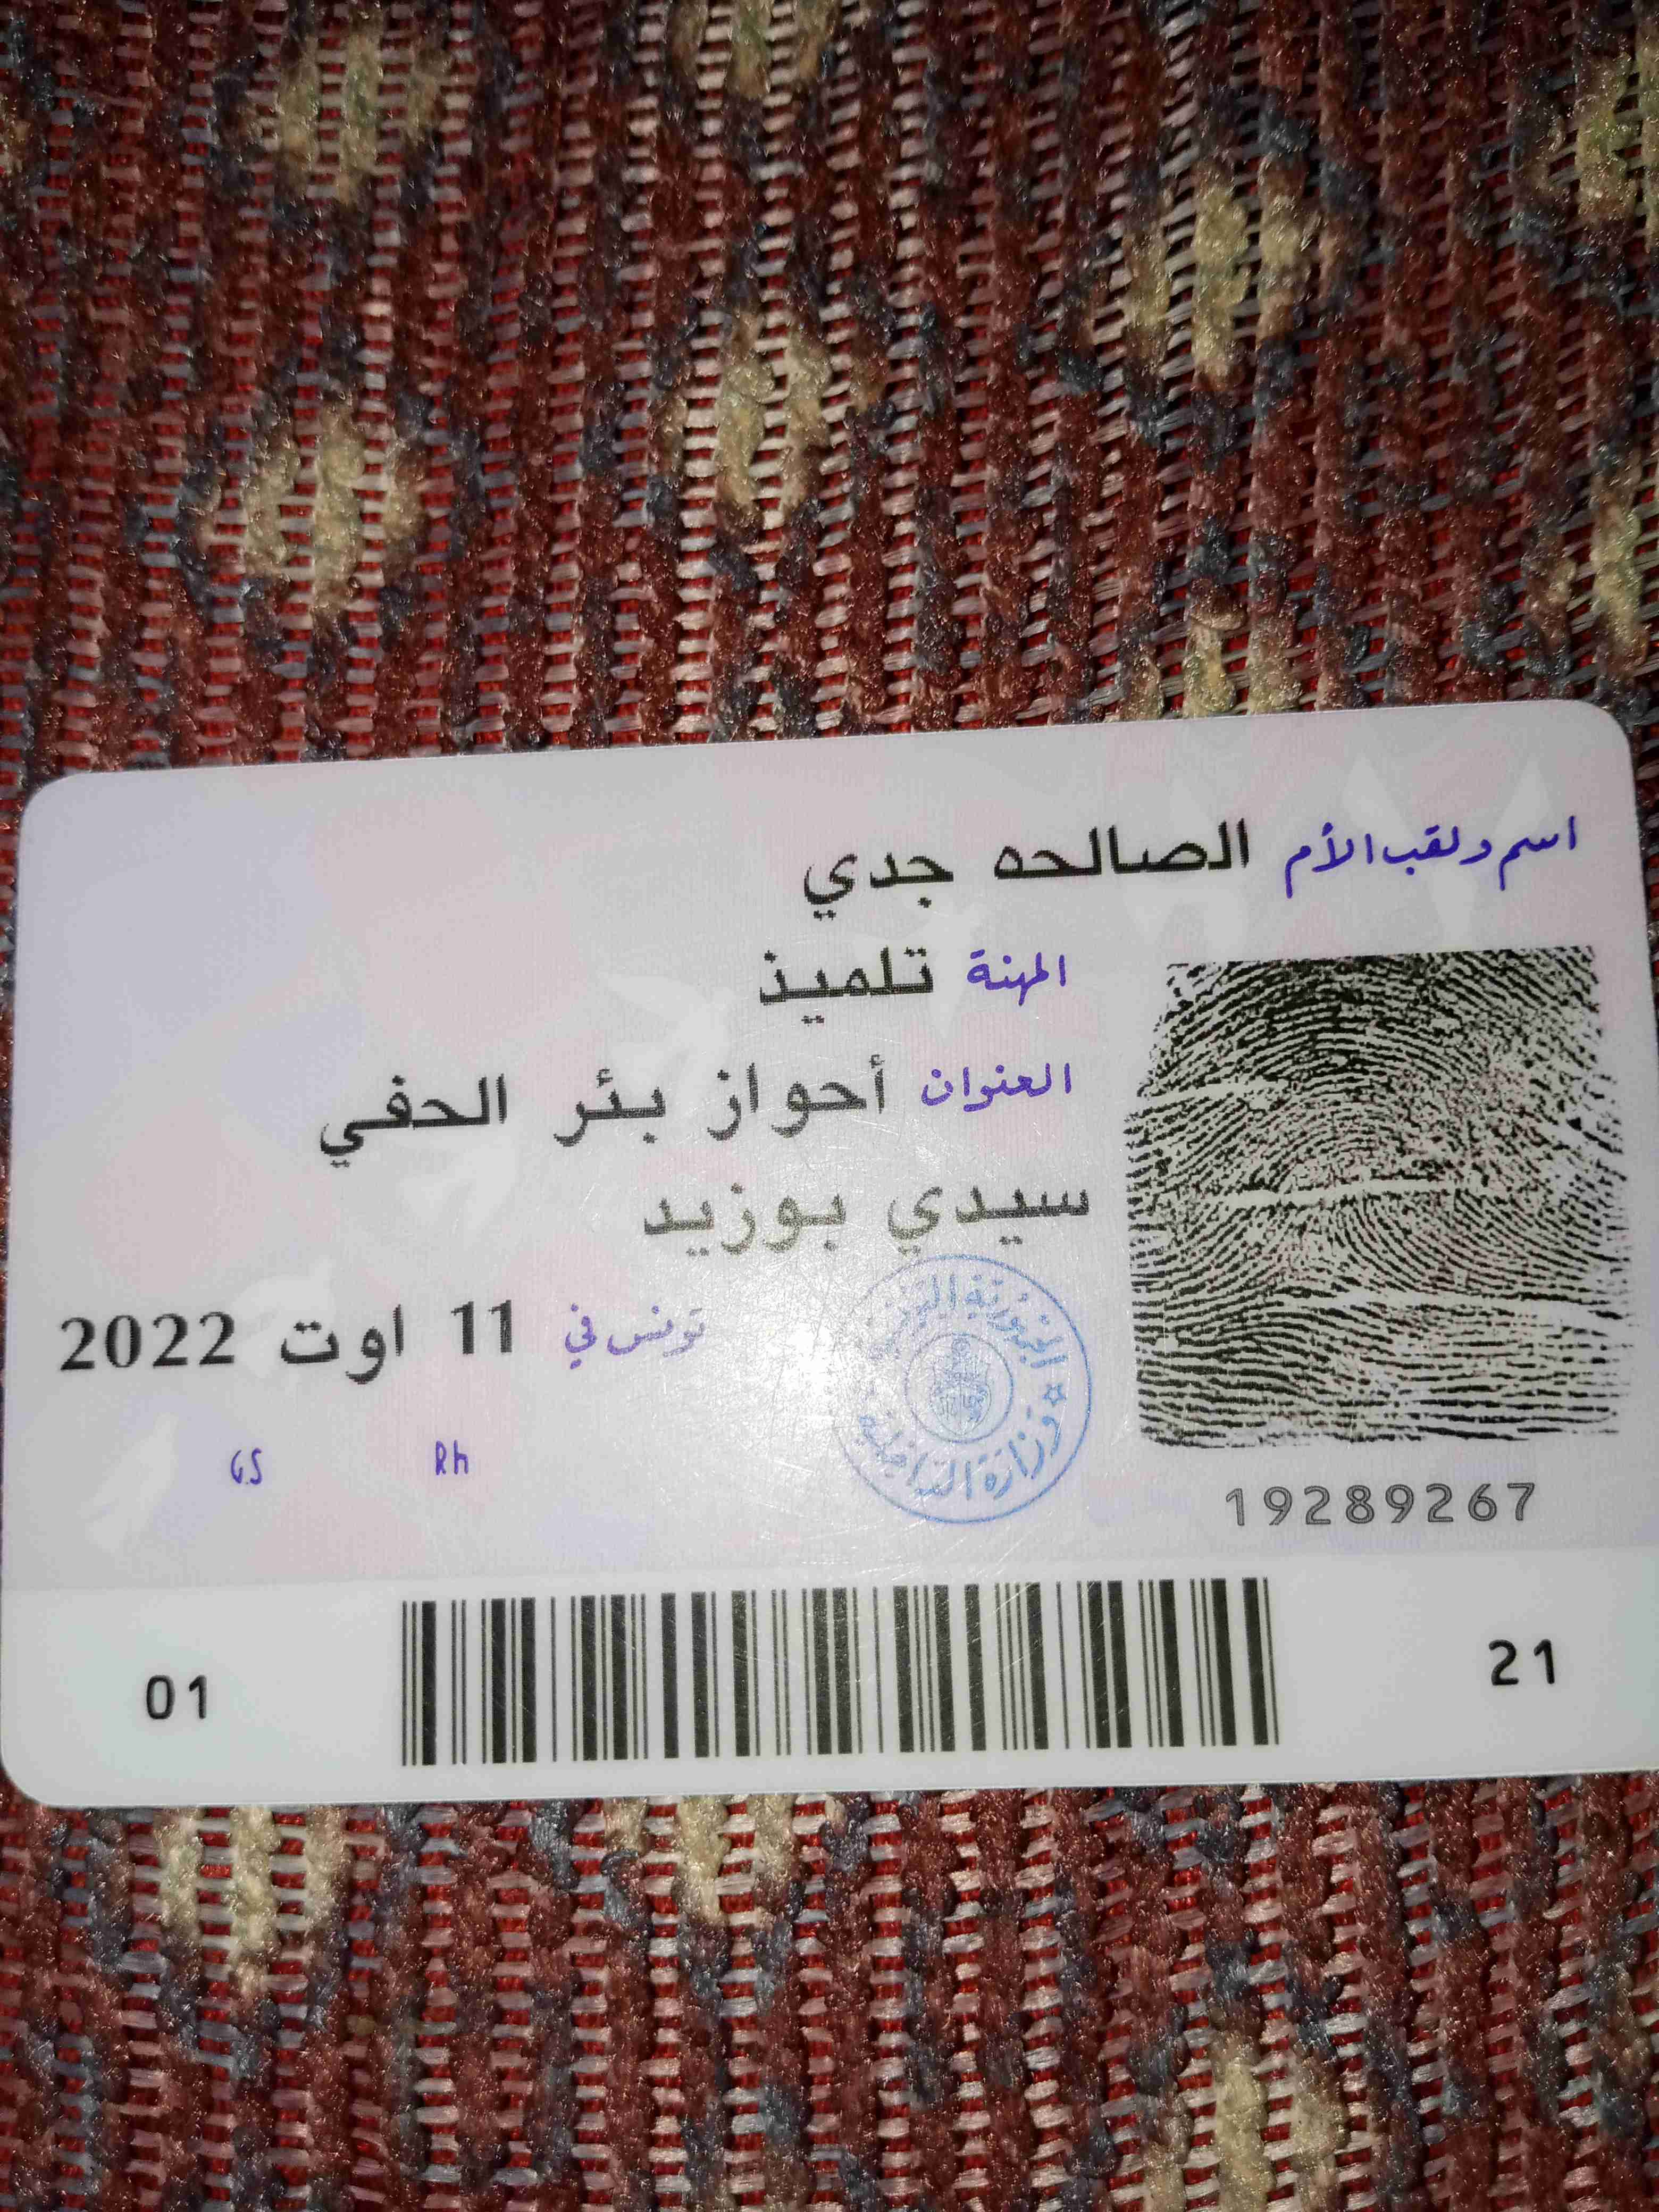 اسم ولقب الأم الصالحه جدي
المهنة تلميذ
العنوان أحواز بئر الحفي
سيدي بوزيد
تونس في 11 اوت 2022
الجمهورية التونسية
وزارة الداخلية
GS Rh
19289267
01 21